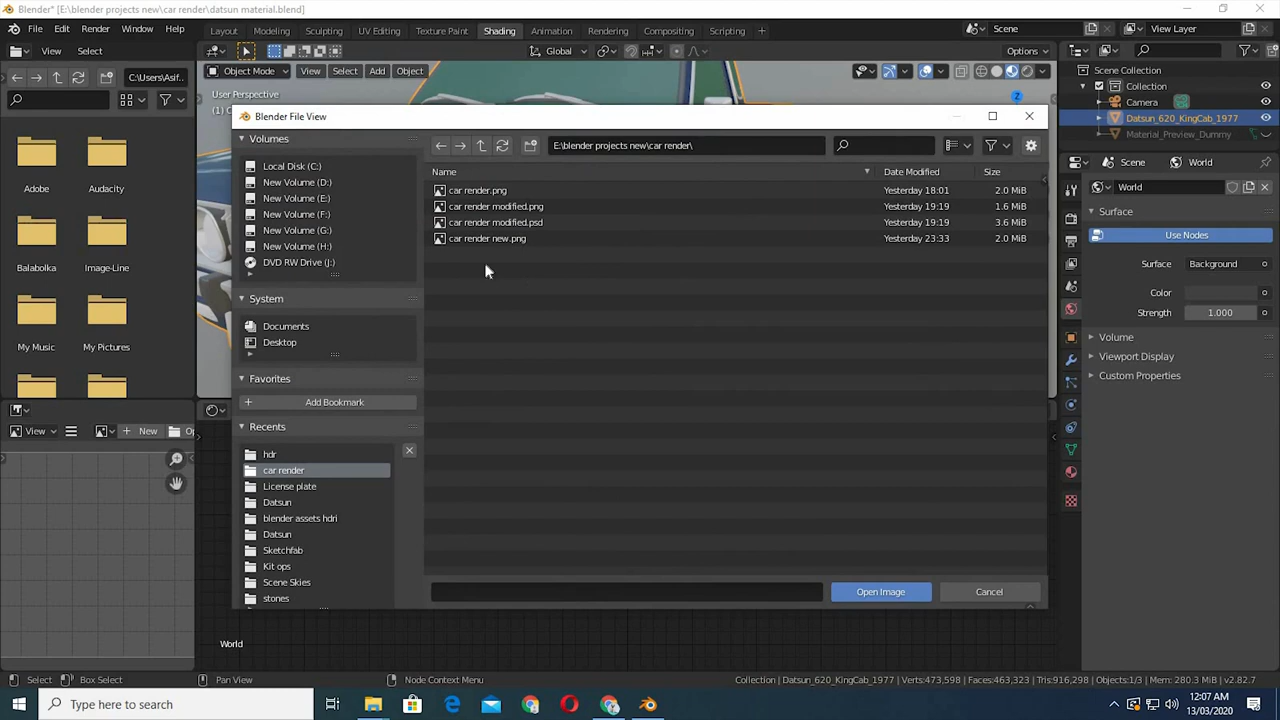 Blender* [E:\blender projects new\car render\datsun material.blend]
File Edit Render Window Help
Layout Modeling Sculpting UV Editing Texture Paint Shading Animation Rendering Compositing Scripting
Scene
View Layer
View Select
Global
Options
C:\Users\Asif...
Object Mode View Select Add Object
User Perspective
(1) C
Z
Scene Collection
Collection
Camera
Datsun_620_KingCab_1977
Material_Preview_Dummy
Blender File View
Volumes
Local Disk (C:)
New Volume (D:)
New Volume (E:)
New Volume (F:)
New Volume (G:)
New Volume (H:)
DVD RW Drive (J:)
System
Documents
Desktop
Favorites
Add Bookmark
Recents
hdr
car render
License plate
Datsun
blender assets hdri
Datsun
Sketchfab
Kit ops
Scene Skies
stones
E:\blender projects new\car render\
Name Date Modified Size
car render.png Yesterday 18:01 2.0 MiB
car render modified.png Yesterday 19:19 1.6 MiB
car render modified.psd Yesterday 19:19 3.6 MiB
car render new.png Yesterday 23:33 2.0 MiB
Open Image Cancel
Adobe Audacity
Balabolka Image-Line
My Music My Pictures
View New Op
Scene World
World
Surface
Use Nodes
Surface Background
Color
Strength 1.000
Volume
Viewport Display
Custom Properties
World
Select Box Select Pan View Node Context Menu
Collection | Datsun_620_KingCab_1977 | Verts:473,598 | Faces:463,323 | Tris:916,298 | Objects:1/3 | Mem: 280.3 MiB | v2.82.7
Type here to search
12:07 AM
13/03/2020